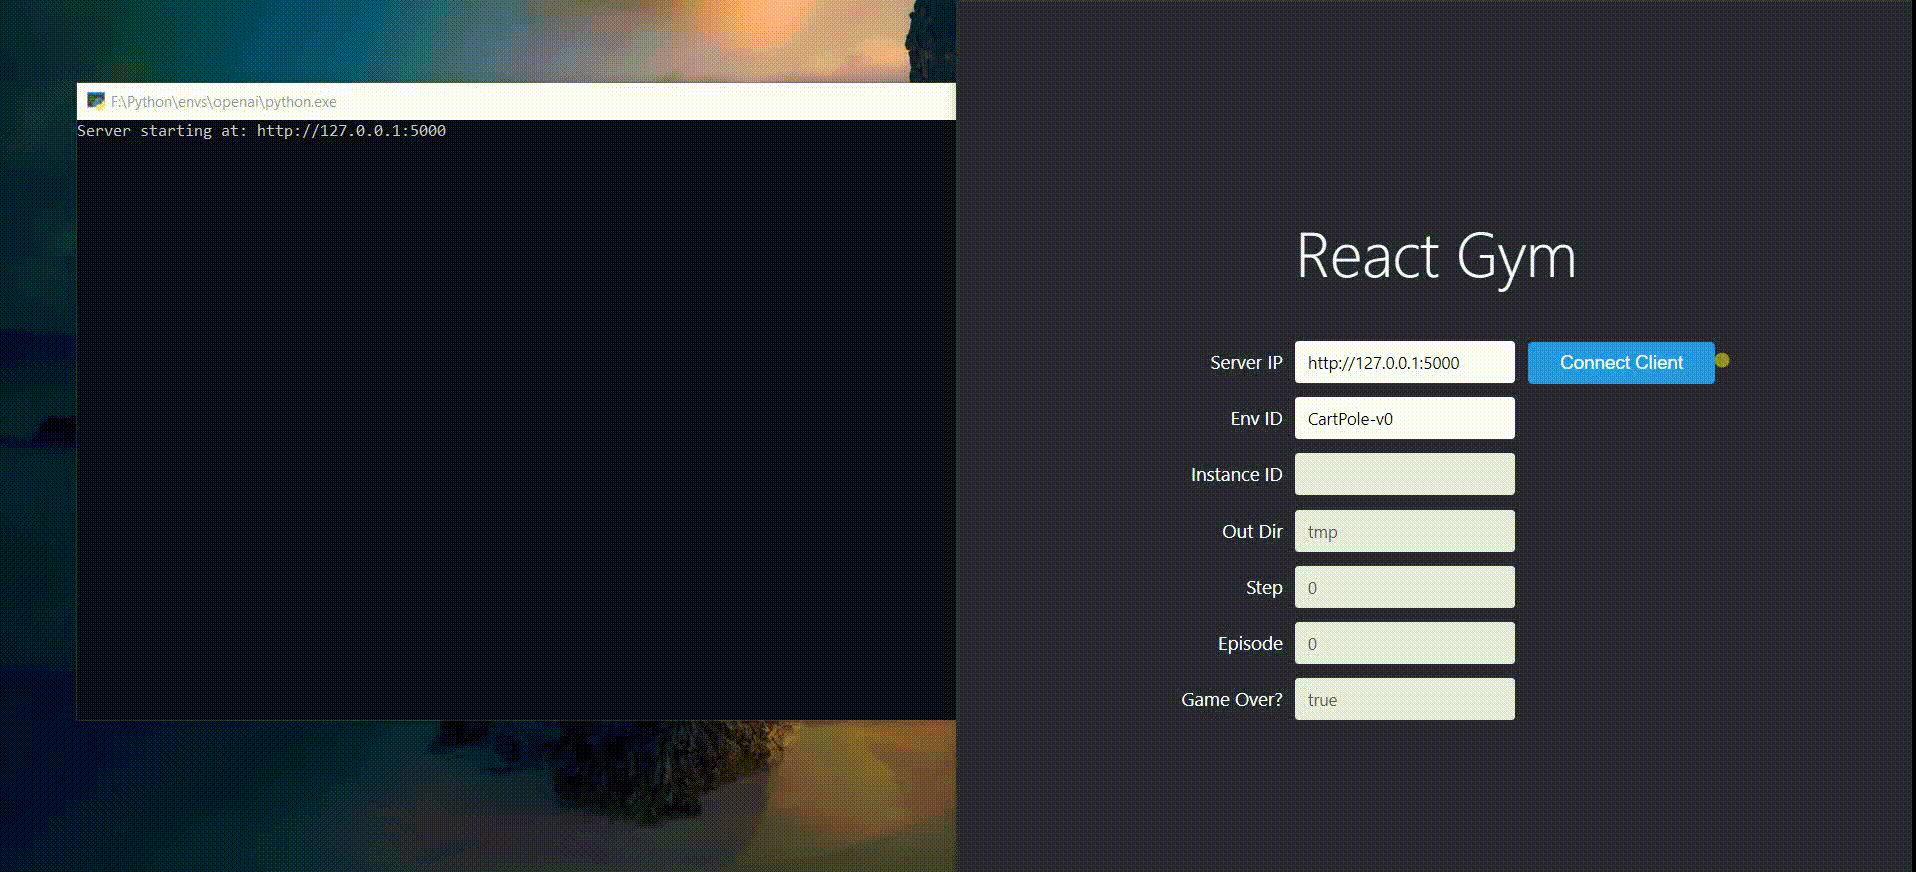 F:\Python\envs\openai\python.exe
Server starting at: http://127.0.0.1:5000
React Gym
Server IP http://127.0.0.1:5000 Connect Client
Env ID CartPole-v0
Instance ID
Out Dir tmp
Step 0
Episode 0
Game Over? true